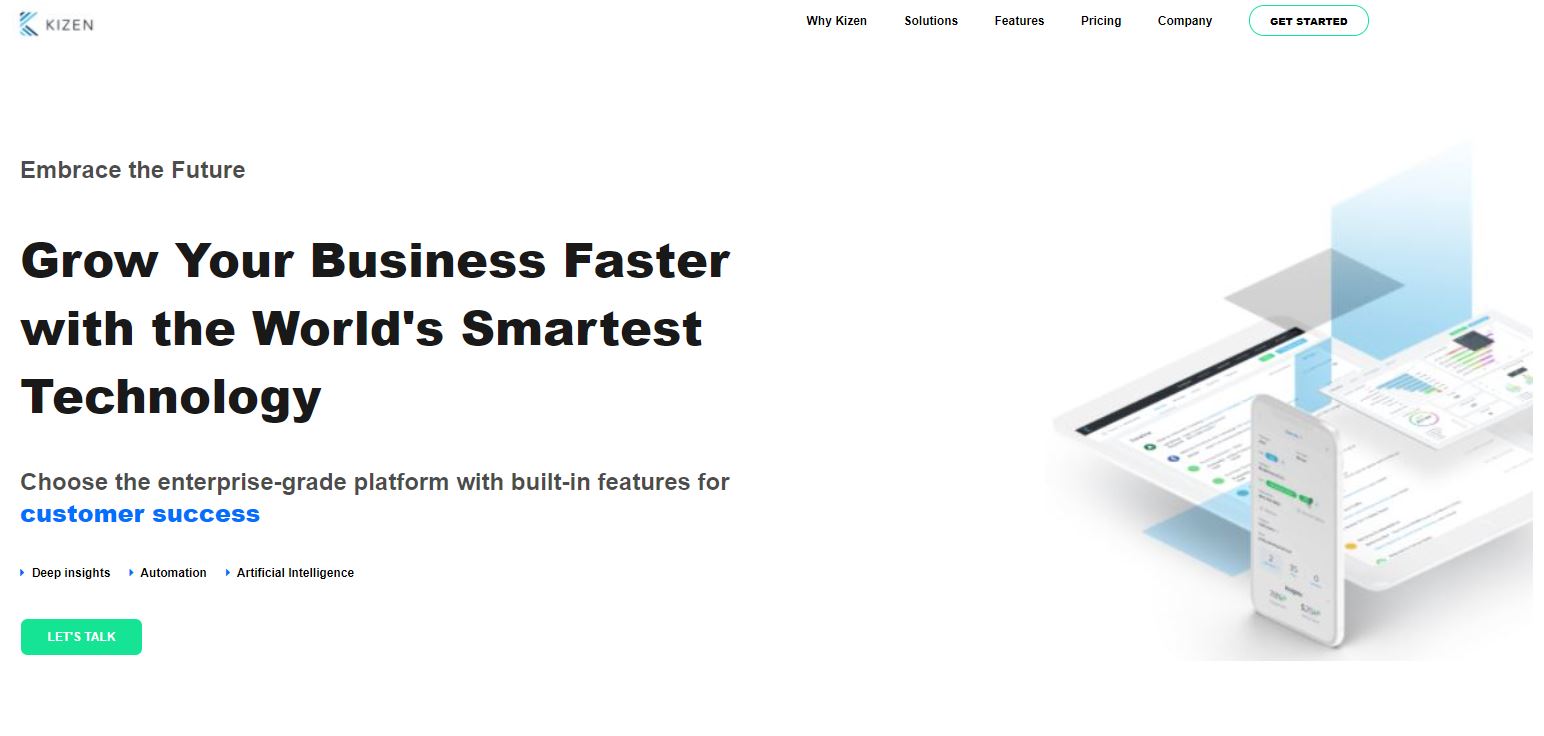 KIZEN
Why Kizen
Solutions
Features
Pricing
Company
GET STARTED
Embrace the Future
Grow Your Business Faster
with the World's Smartest
Technology
Choose the enterprise-grade platform with built-in features for
customer success
Deep insights
Automation
Artificial Intelligence
LET'S TALK